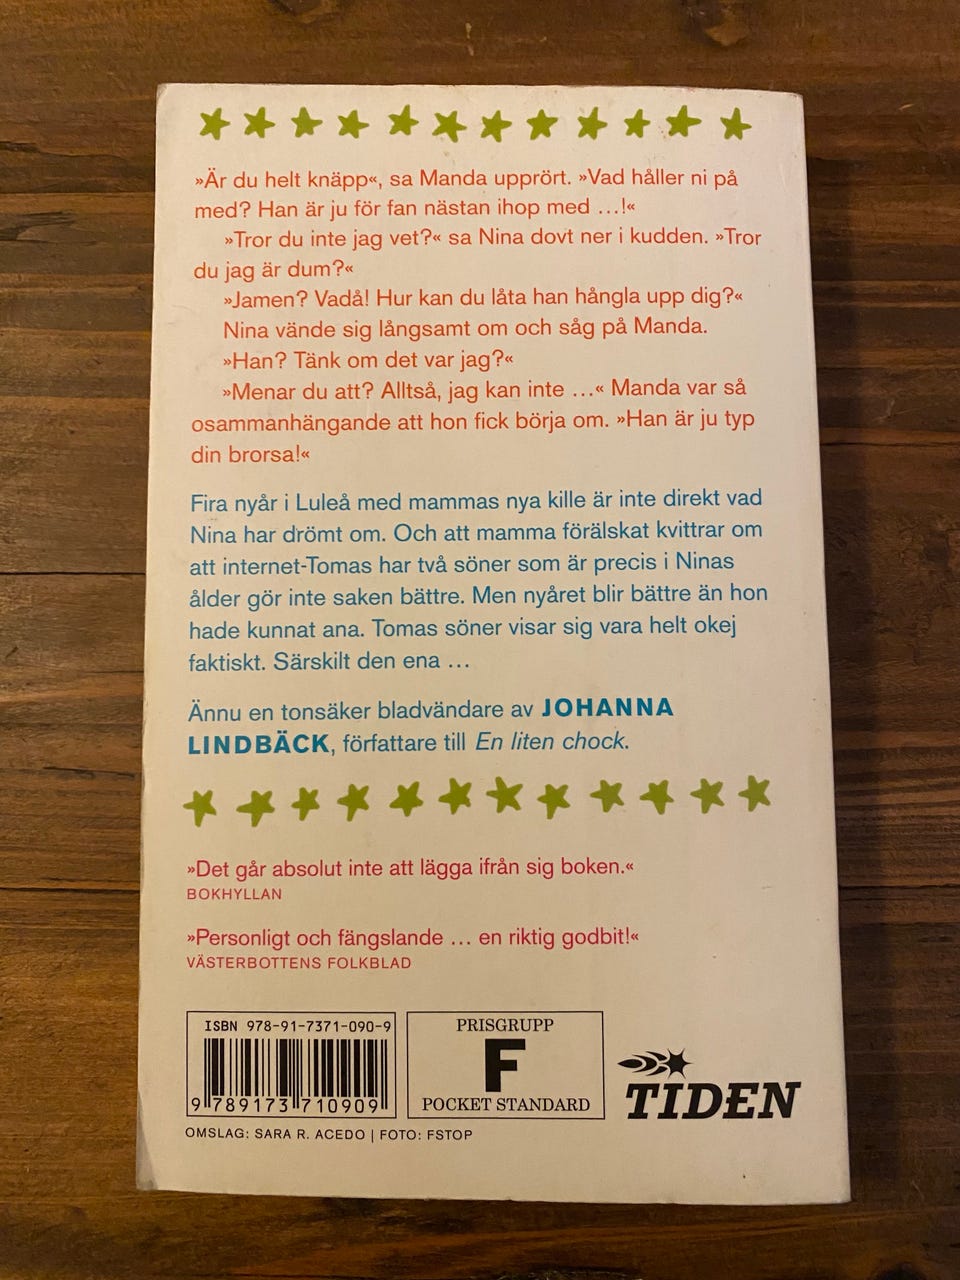 »Är du helt knäpp«, sa Manda upprört. »Vad håller ni på
med? Han är ju för fan nästan ihop med …!«
»Tror du inte jag vet?« sa Nina dovt ner i kudden. »Tror
du jag är dum?«
»Jamen? Vadå! Hur kan du låta han hångla upp dig?«
Nina vände sig långsamt om och såg på Manda.
»Han? Tänk om det var jag?«
»Menar du att? Alltså, jag kan inte …« Manda var så
osammanhängande att hon fick börja om. »Han är ju typ
din brorsa!«
Fira nyår i Luleå med mammas nya kille är inte direkt vad
Nina har drömt om. Och att mamma förälskat kvittrar om
att internet-Tomas har två söner som är precis i Ninas
ålder gör inte saken bättre. Men nyåret blir bättre än hon
hade kunnat ana. Tomas söner visar sig vara helt okej
faktiskt. Särskilt den ena …
Ännu en tonsäker bladvändare av JOHANNA
LINDBÄCK, författare till En liten chock.
»Det går absolut inte att lägga ifrån sig boken.«
BOKHYLLAN
»Personligt och fängslande … en riktig godbit!«
VÄSTERBOTTENS FOLKBLAD
ISBN 978-91-7371-090-9
9 789173 710909
PRISGRUPP
F
POCKET STANDARD
TIDEN
OMSLAG: SARA R. ACEDO | FOTO: FSTOP